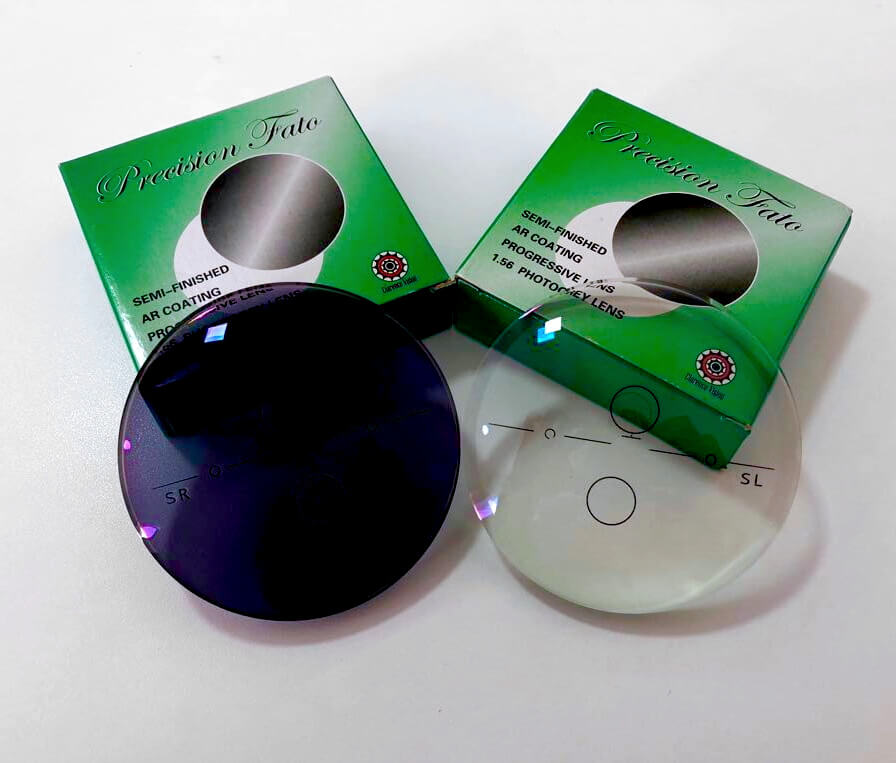 Precision Fato
SEMI-FINISHED
AR COATING
SR
Precision Fato
SEMI-FINISHED
AR COATING
PROGRESSIVE LENS
1.56 PHOTOGREY LENS
SL